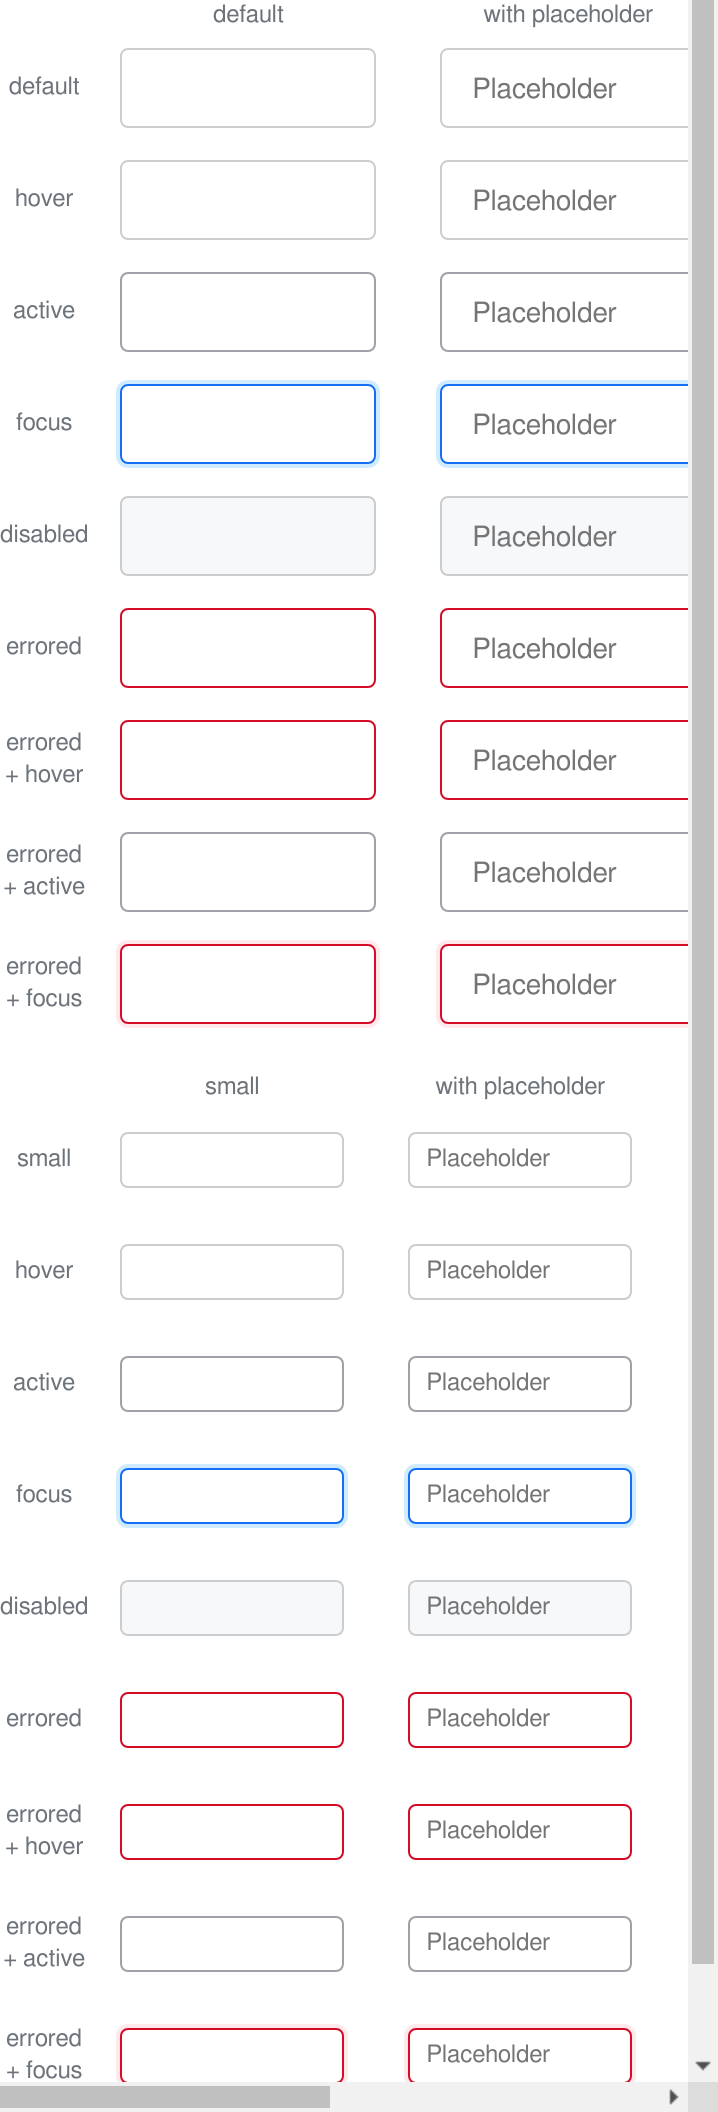 default with placeholder
default Placeholder
hover Placeholder
active Placeholder
focus Placeholder
disabled Placeholder
errored Placeholder
errored
+ hover Placeholder
errored
+ active Placeholder
errored
+ focus Placeholder
small with placeholder
small Placeholder
hover Placeholder
active Placeholder
focus Placeholder
disabled Placeholder
errored Placeholder
errored
+ hover Placeholder
errored
+ active Placeholder
errored
+ focus Placeholder